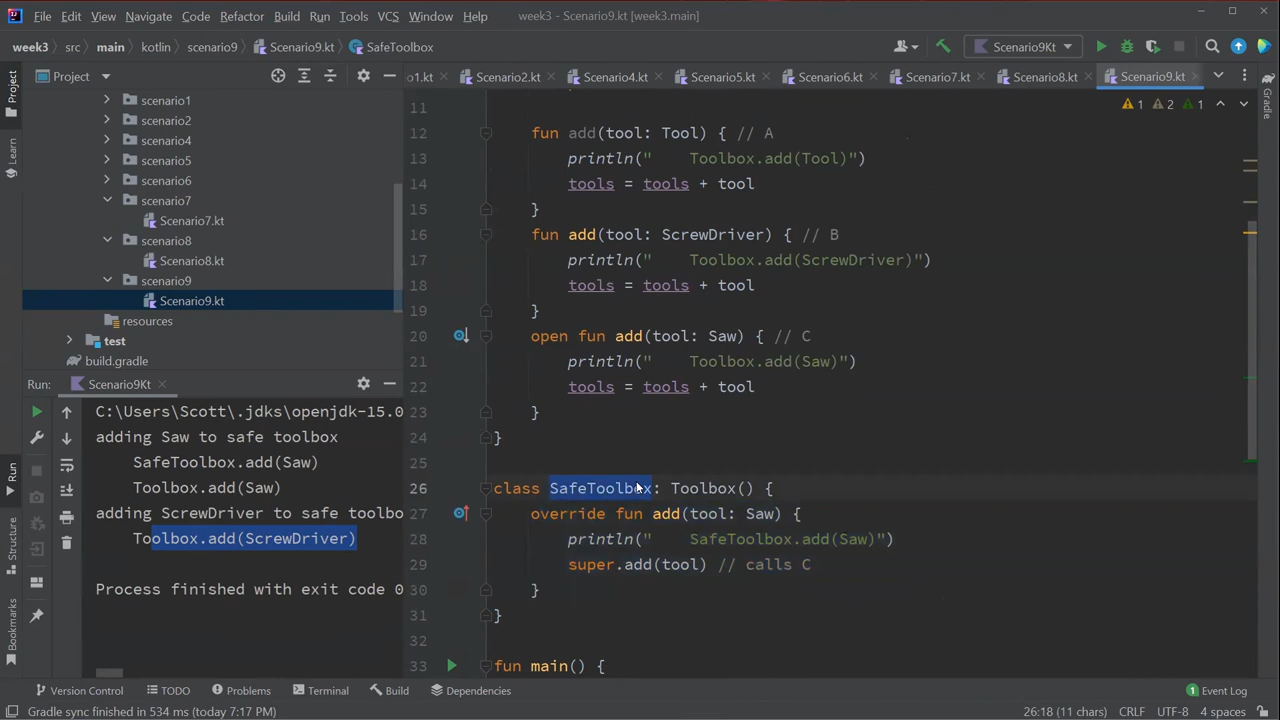 File Edit View Navigate Code Refactor Build Run Tools VCS Window Help week3 - Scenario9.kt [week3.main]
week3 src main kotlin scenario9 Scenario9.kt SafeToolbox Scenario9Kt
Project o1.kt Scenario2.kt Scenario4.kt Scenario5.kt Scenario6.kt Scenario7.kt Scenario8.kt Scenario9.kt
1 2 1
scenario1
scenario2
scenario4
scenario5
scenario6
scenario7
Scenario7.kt
scenario8
Scenario8.kt
scenario9
Scenario9.kt
resources
test
build.gradle
Project
Learn
Structure
Bookmarks
Run
Gradle
11
12 fun add(tool: Tool) { // A
13 println("    Toolbox.add(Tool)")
14 tools = tools + tool
15 }
16 fun add(tool: ScrewDriver) { // B
17 println("    Toolbox.add(ScrewDriver)")
18 tools = tools + tool
19 }
20 open fun add(tool: Saw) { // C
21 println("    Toolbox.add(Saw)")
22 tools = tools + tool
23 }
24 }
25
26 class SafeToolbox: Toolbox() {
27 override fun add(tool: Saw) {
28 println("    SafeToolbox.add(Saw)")
29 super.add(tool) // calls C
30 }
31 }
32
33 fun main() {
Run: Scenario9Kt
C:\Users\Scott\.jdks\openjdk-15.0
adding Saw to safe toolbox
SafeToolbox.add(Saw)
Toolbox.add(Saw)
adding ScrewDriver to safe toolbo
Toolbox.add(ScrewDriver)
Process finished with exit code 0
Version Control TODO Problems Terminal Build Dependencies 1 Event Log
Gradle sync finished in 534 ms (today 7:17 PM) 26:18 (11 chars) CRLF UTF-8 4 spaces